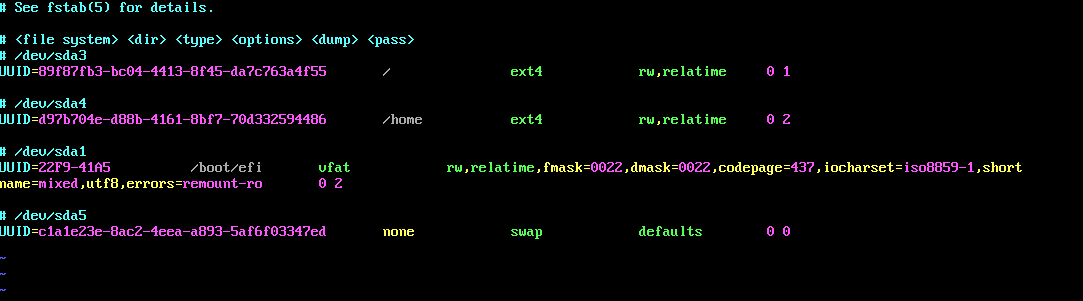 # See fstab(5) for details.
# <file system> <dir> <type> <options> <dump> <pass>
# /dev/sda3
UUID=89f87fb3-bc04-4413-8f45-da7c763a4f55 / ext4 rw,relatime 0 1
# /dev/sda4
UUID=d97b704e-d88b-4161-8bf7-70d332594486 /home ext4 rw,relatime 0 2
# /dev/sda1
UUID=22F9-41A5 /boot/efi vfat rw,relatime,fmask=0022,dmask=0022,codepage=437,iocharset=iso8859-1,short
name=mixed,utf8,errors=remount-ro 0 2
# /dev/sda5
UUID=c1a1e23e-8ac2-4eea-a893-5af6f03347ed none swap defaults 0 0
~
~
~